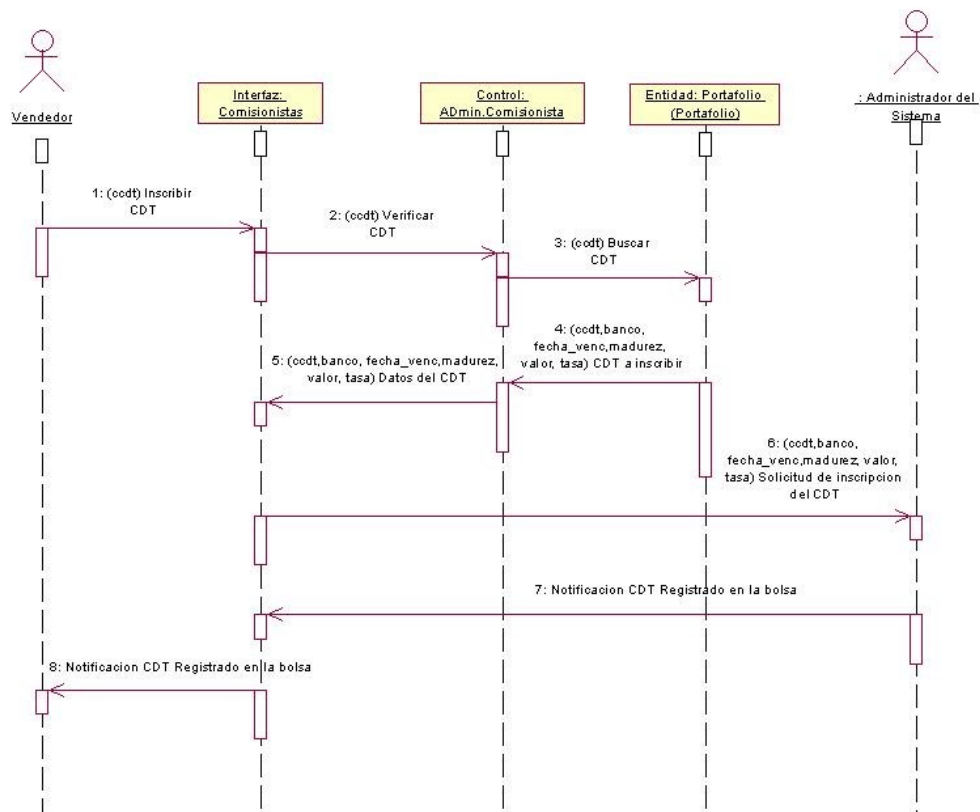 Vendedor
Interfaz:
Comisionistas
Control:
ADmin.Comisionista
Entidad: Portafolio
(Portafolio)
: Administrador del
Sistema
1: (ccdt) Inscribir
CDT
2: (ccdt) Verificar
CDT
3: (ccdt) Buscar
CDT
4: (ccdt,banco,
fecha_venc,madurez,
valor, tasa) CDT a inscribir
5: (ccdt,banco, fecha_venc,madurez,
valor, tasa) Datos del CDT
6: (ccdt,banco,
fecha_venc,madurez, valor,
tasa) Solicitud de inscripcion
del CDT
7: Notificacion CDT Registrado en la bolsa
8: Notificacion CDT Registrado en la bolsa